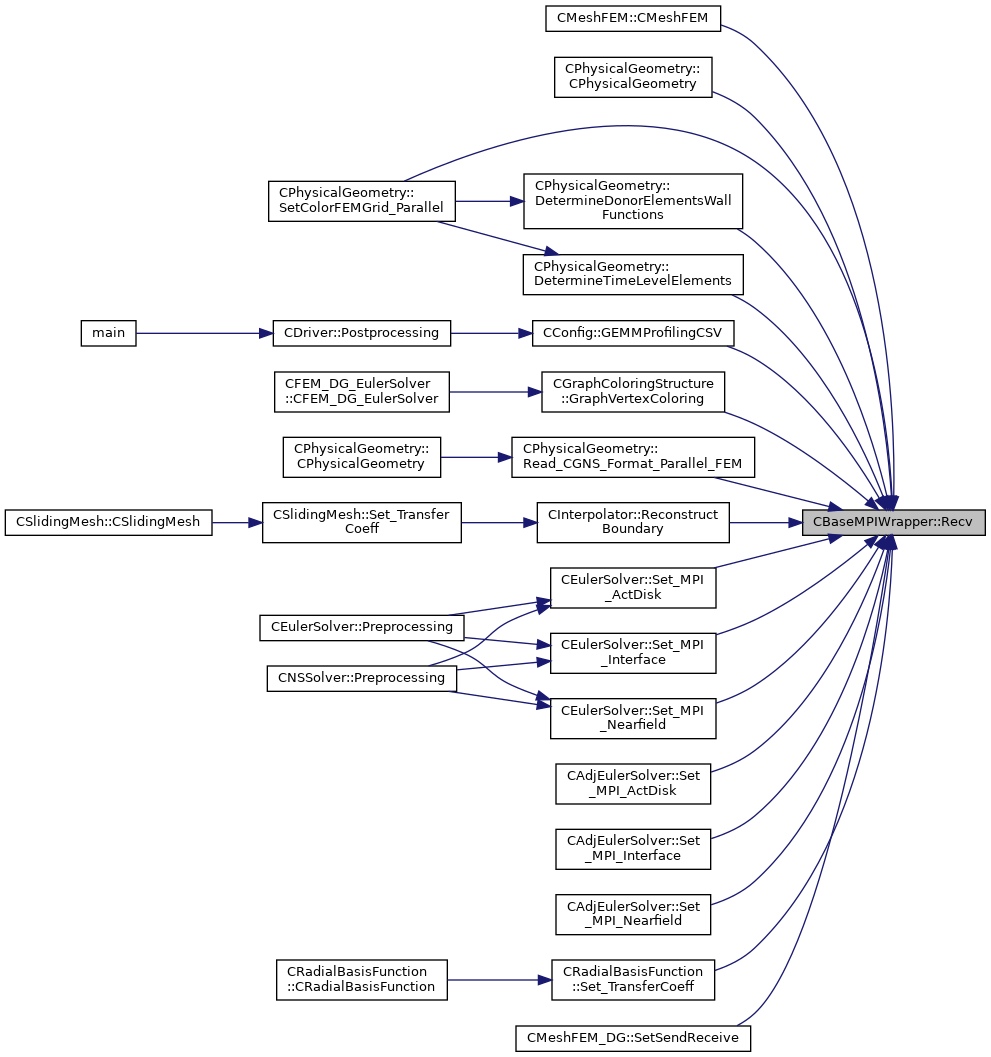 CMeshFEM::CMeshFEM
CPhysicalGeometry::
CPhysicalGeometry
CPhysicalGeometry::
SetColorFEMGrid_Parallel
CPhysicalGeometry::
DetermineDonorElementsWall
Functions
CPhysicalGeometry::
DetermineTimeLevelElements
main
CDriver::Postprocessing
CConfig::GEMMProfilingCSV
CFEM_DG_EulerSolver
::CFEM_DG_EulerSolver
CGraphColoringStructure
::GraphVertexColoring
CPhysicalGeometry::
CPhysicalGeometry
CPhysicalGeometry::
Read_CGNS_Format_Parallel_FEM
CSlidingMesh::CSlidingMesh
CSlidingMesh::Set_Transfer
Coeff
CInterpolator::Reconstruct
Boundary
CBaseMPIWrapper::Recv
CEulerSolver::Set_MPI
_ActDisk
CEulerSolver::Preprocessing
CEulerSolver::Set_MPI
_Interface
CNSSolver::Preprocessing
CEulerSolver::Set_MPI
_Nearfield
CAdjEulerSolver::Set
_MPI_ActDisk
CAdjEulerSolver::Set
_MPI_Interface
CAdjEulerSolver::Set
_MPI_Nearfield
CRadialBasisFunction
::CRadialBasisFunction
CRadialBasisFunction
::Set_TransferCoeff
CMeshFEM_DG::SetSendReceive